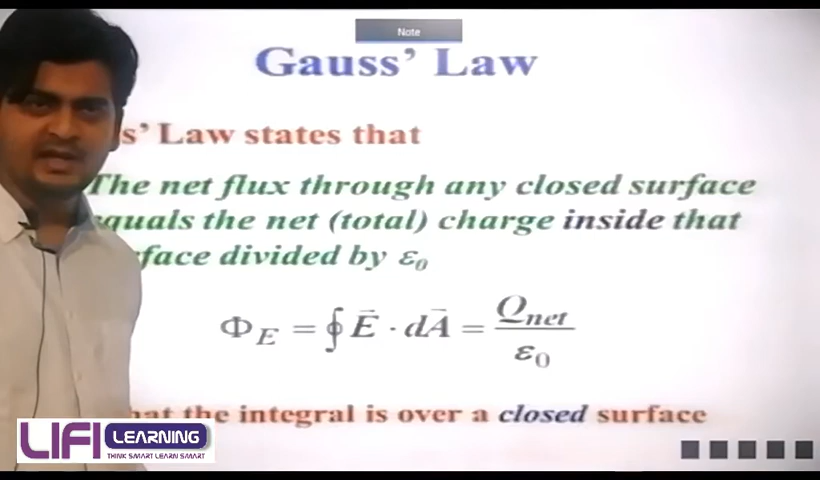 Note
Gauss' Law
s' Law states that
The net flux through any closed surface
quals the net (total) charge inside that
face divided by ε₀
Φ_E = ∮ E⃗ · dA⃗ = Q_net / ε₀
at the integral is over a closed surface
LIFI LEARNING
THINK SMART LEARN SMART